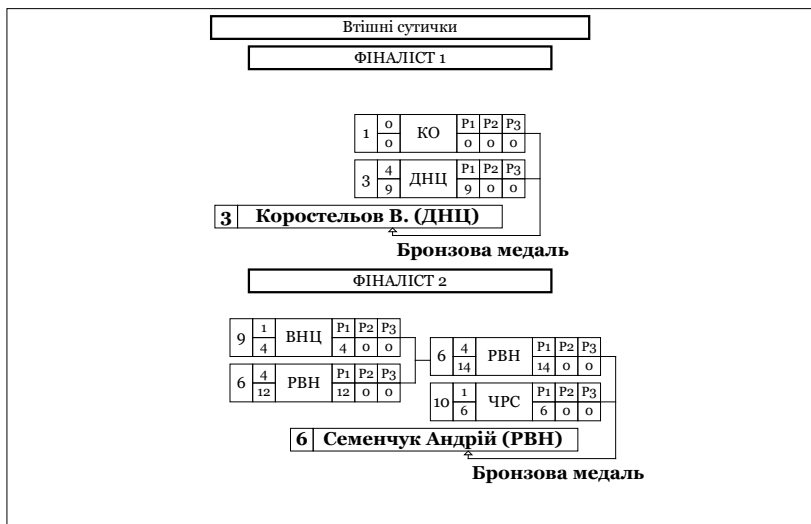 Втішні сутички
ФІНАЛІСТ 1
1 0 0 КО P1 P2 P3 0 0 0
3 4 9 ДНЦ P1 P2 P3 9 0 0
3 Коростельов В. (ДНЦ)
Бронзова медаль
ФІНАЛІСТ 2
9 1 4 ВНЦ P1 P2 P3 4 0 0
6 4 12 РВН P1 P2 P3 12 0 0
6 4 14 РВН P1 P2 P3 14 0 0
10 1 6 ЧРС P1 P2 P3 6 0 0
6 Семенчук Андрій (РВН)
Бронзова медаль